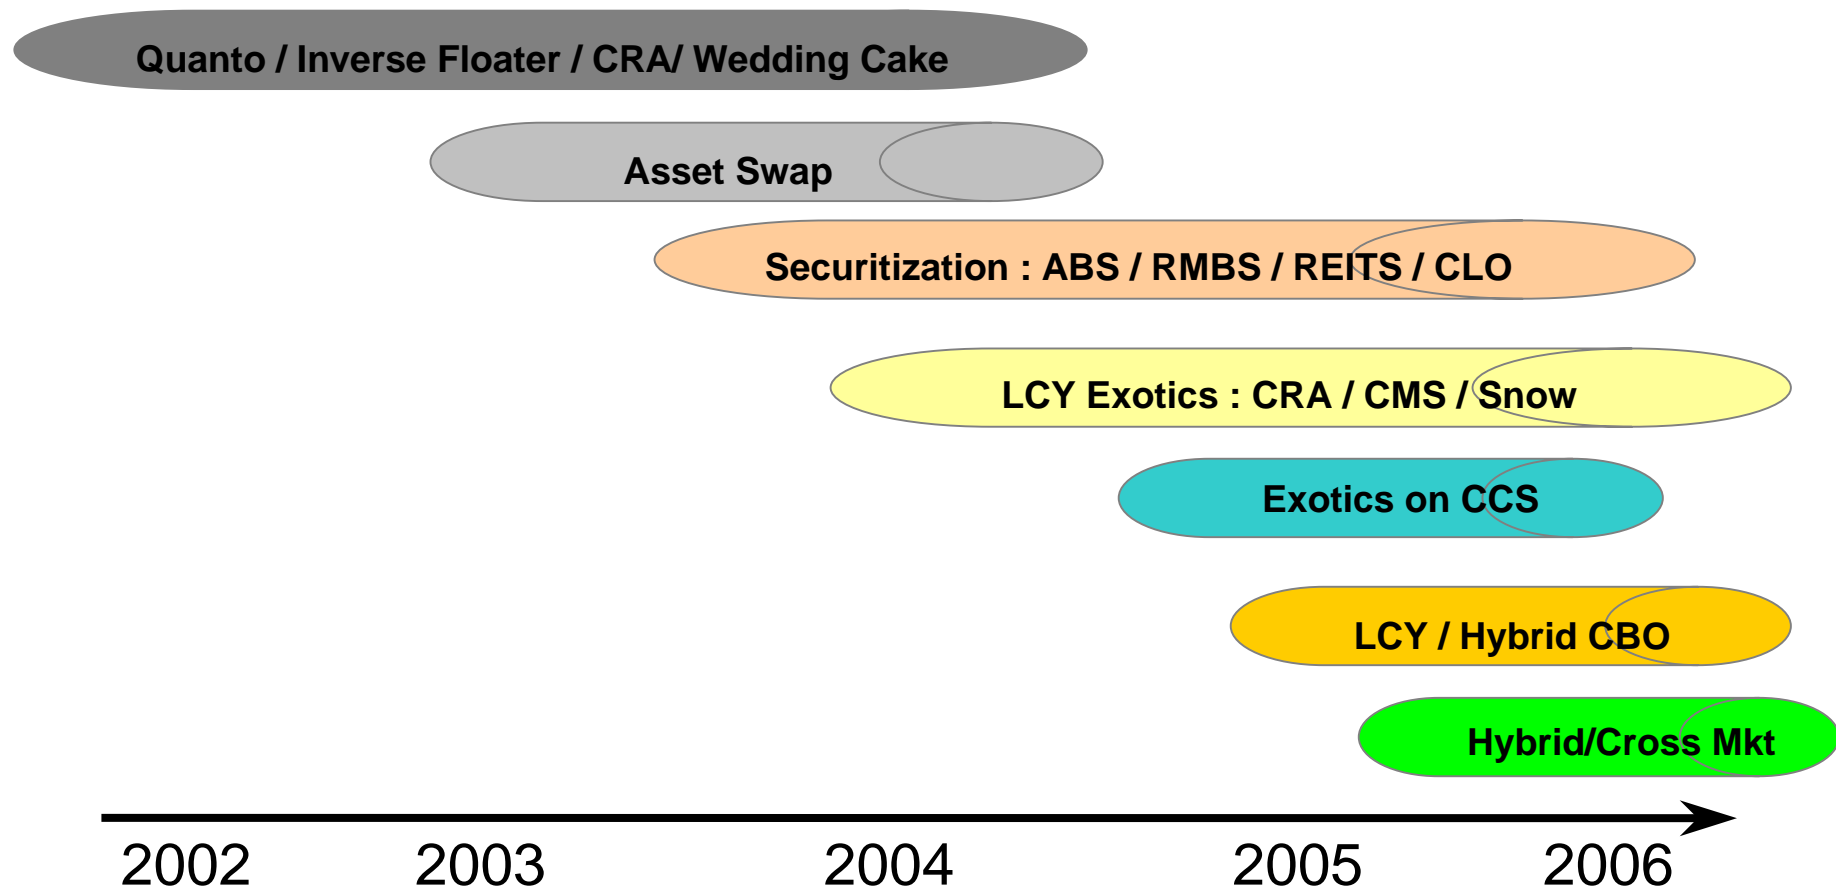 Quanto / Inverse Floater / CRA/ Wedding Cake
Asset Swap
Securitization : ABS / RMBS / REITS / CLO
LCY Exotics : CRA / CMS / Snow
Exotics on CCS
LCY / Hybrid CBO
Hybrid/Cross Mkt
2002 2003 2004 2005 2006